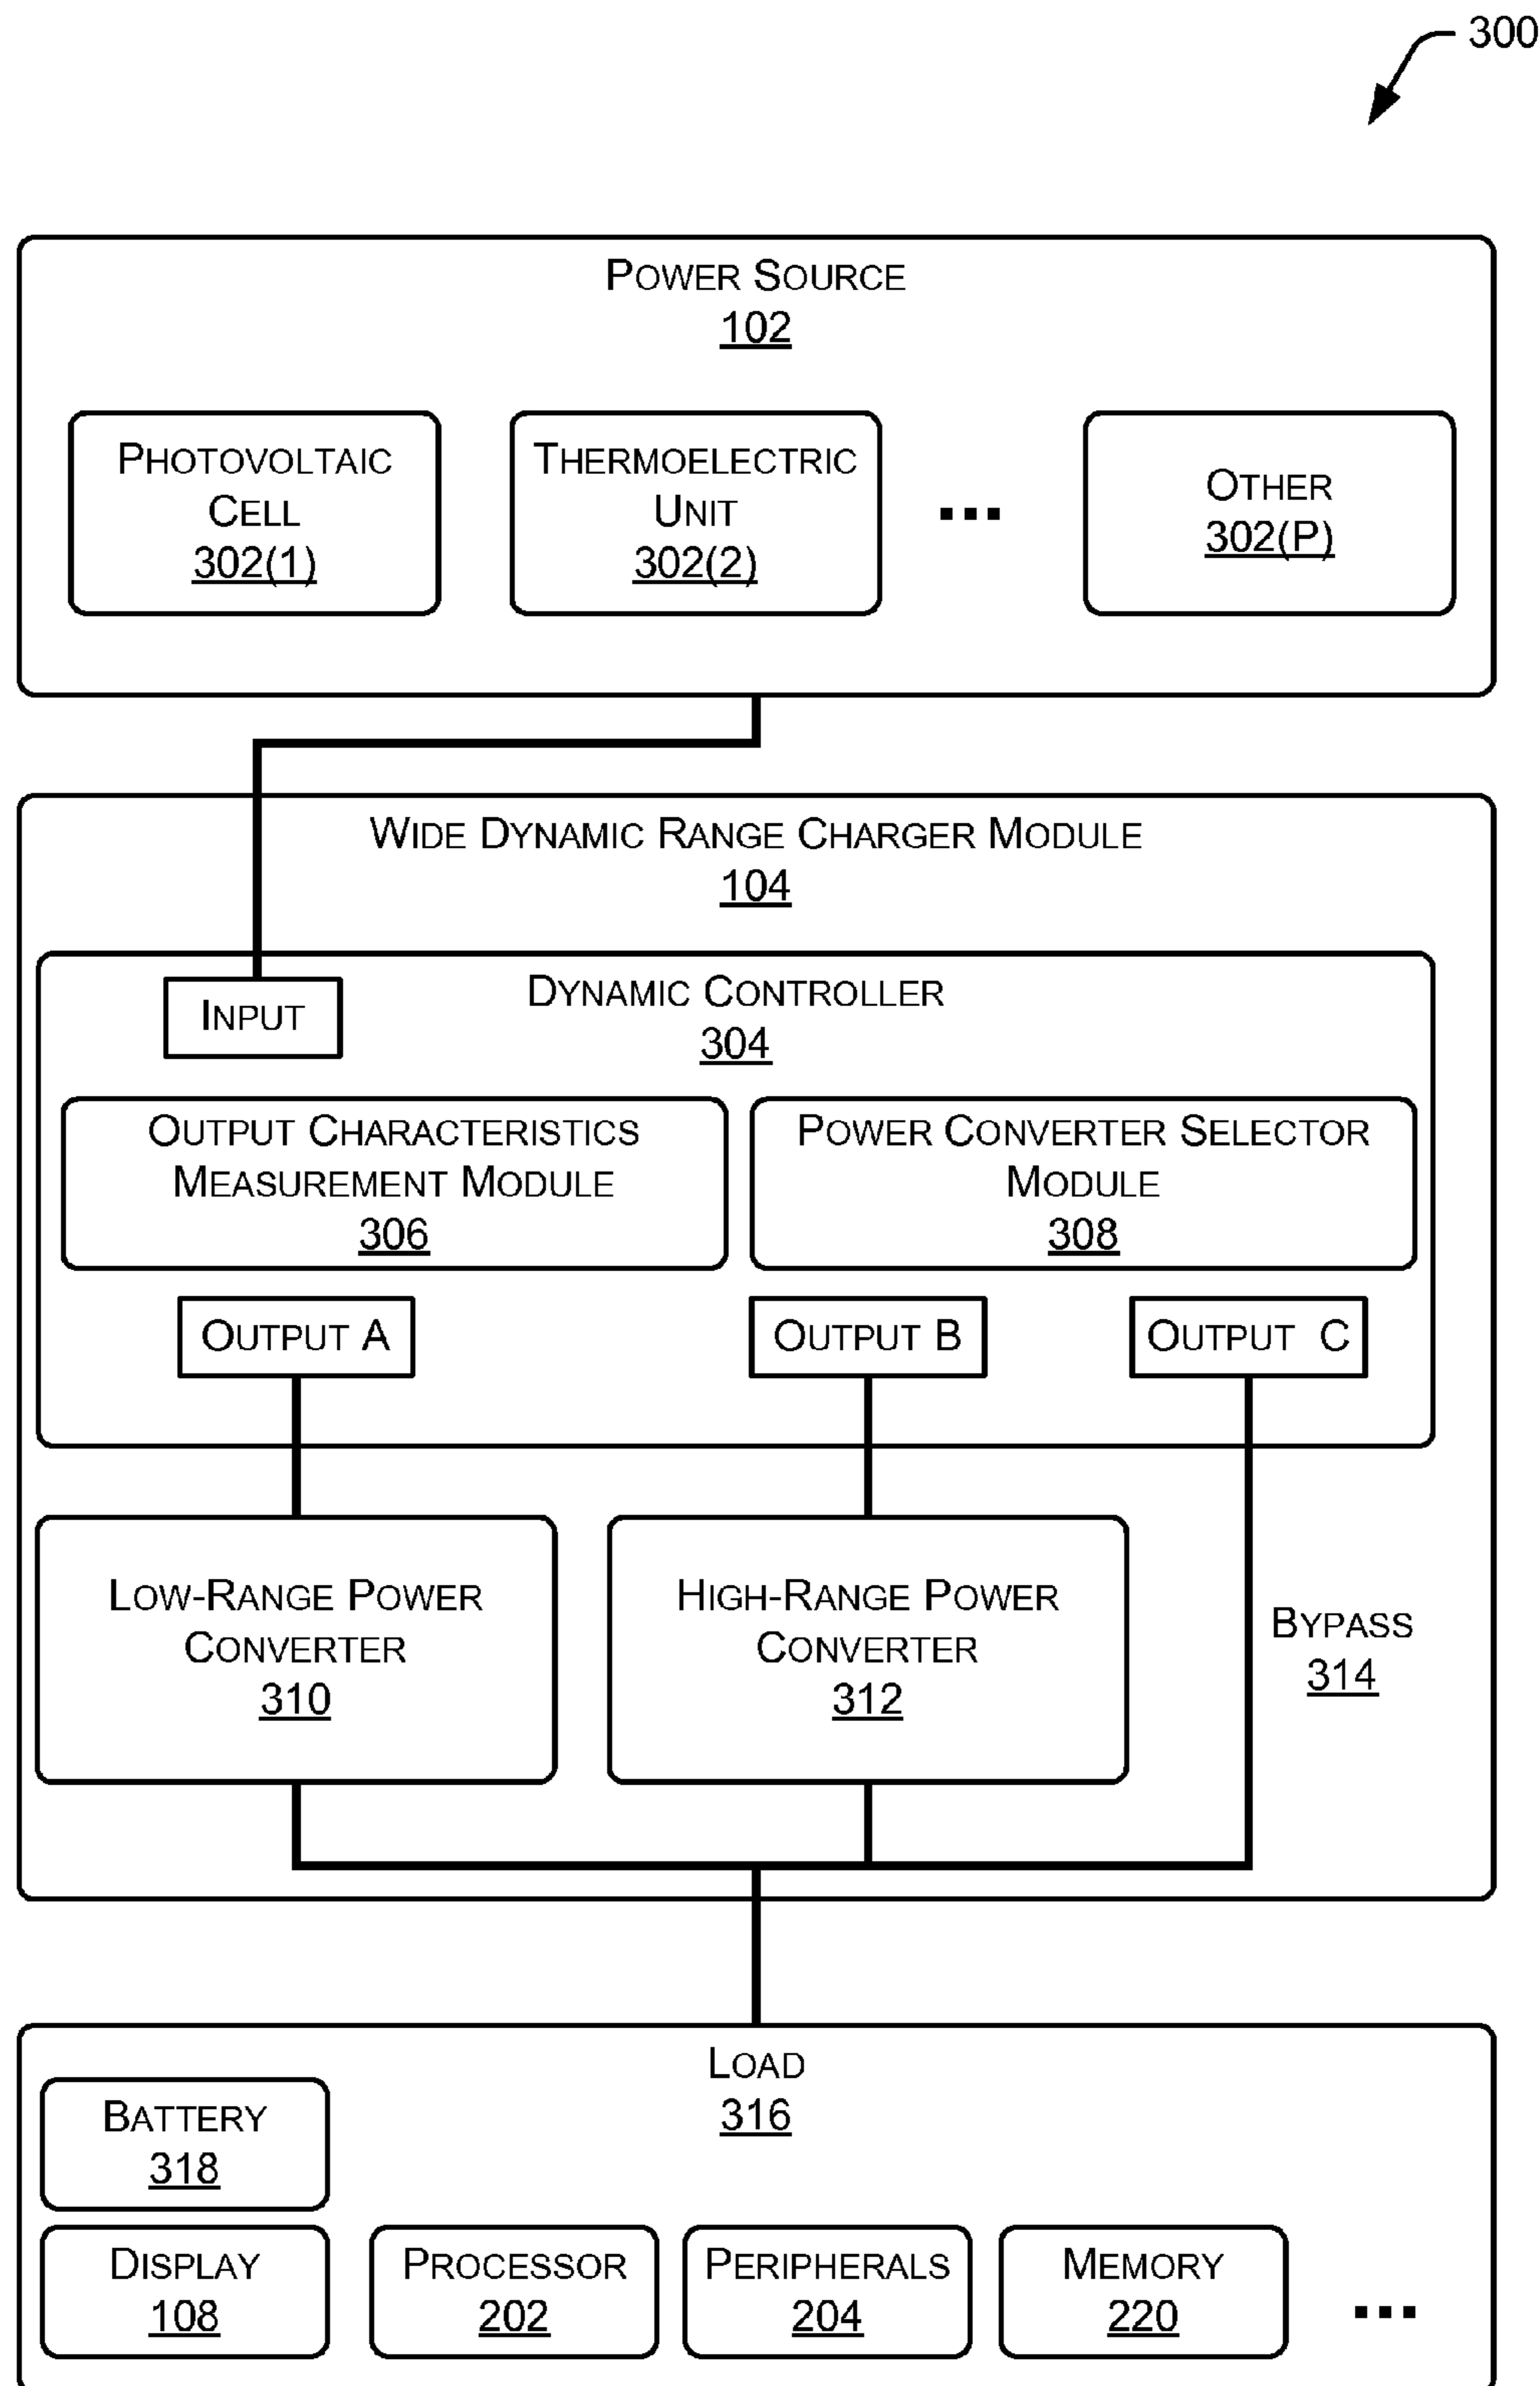 300
POWER SOURCE
102
PHOTOVOLTAIC
CELL
302(1)
THERMOELECTRIC
UNIT
302(2)
OTHER
302(P)
WIDE DYNAMIC RANGE CHARGER MODULE
104
INPUT
DYNAMIC CONTROLLER
304
OUTPUT CHARACTERISTICS
MEASUREMENT MODULE
306
POWER CONVERTER SELECTOR
MODULE
308
OUTPUT A
OUTPUT B
OUTPUT C
LOW-RANGE POWER
CONVERTER
310
HIGH-RANGE POWER
CONVERTER
312
BYPASS
314
LOAD
316
BATTERY
318
DISPLAY
108
PROCESSOR
202
PERIPHERALS
204
MEMORY
220